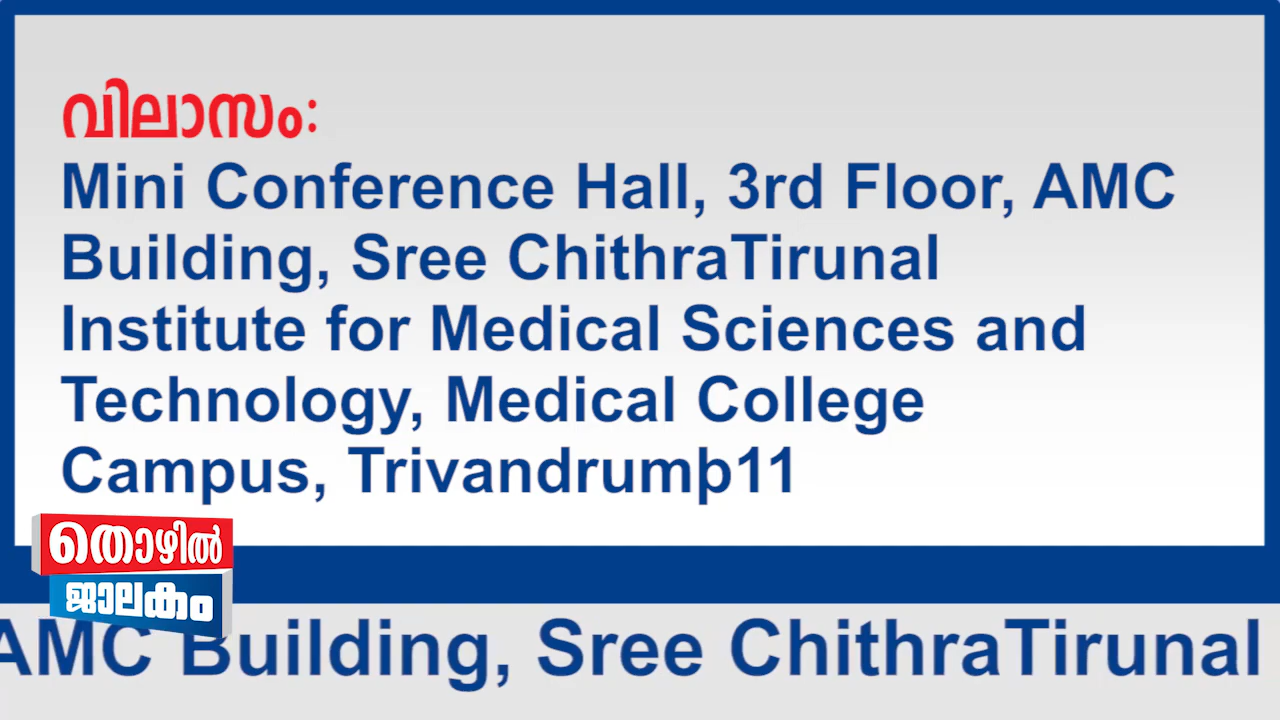 വിലാസം:
Mini Conference Hall, 3rd Floor, AMC
Building, Sree ChithraTirunal
Institute for Medical Sciences and
Technology, Medical College
Campus, Trivandrumþ11
തൊഴിൽ
ജാലകം
AMC Building, Sree ChithraTirunal